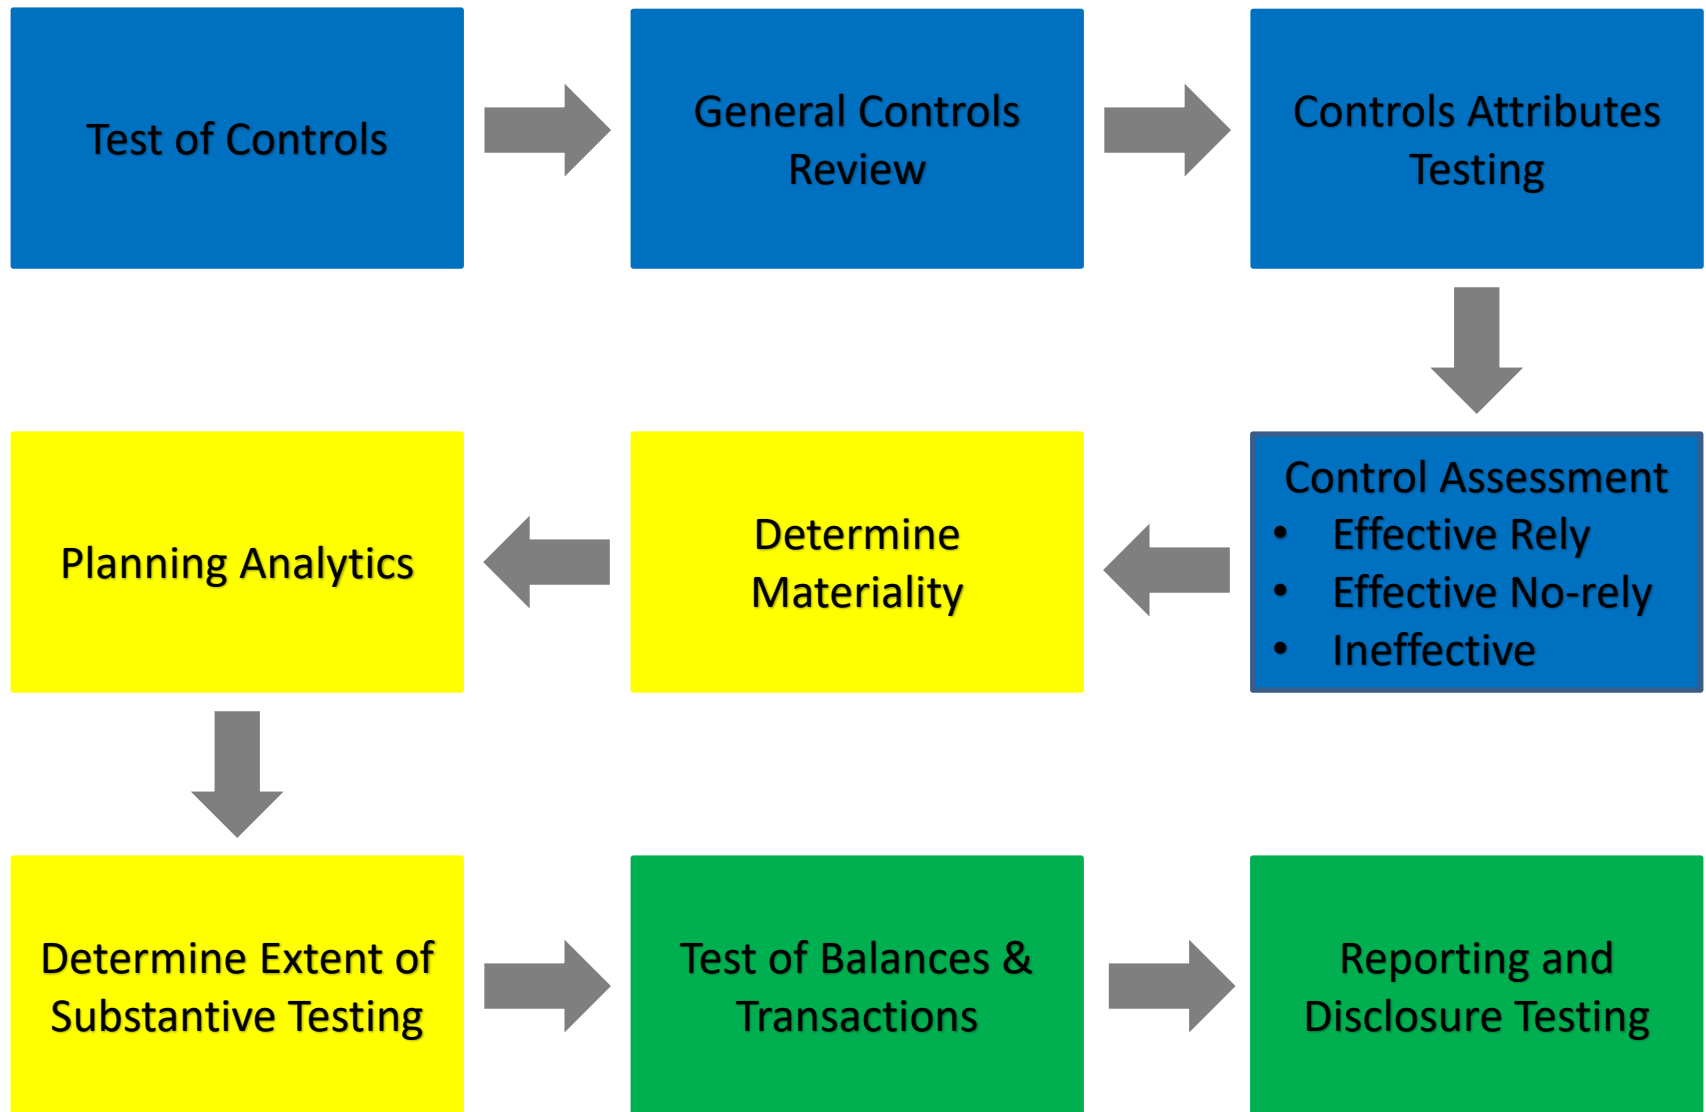 Test of Controls
General Controls
Review
Controls Attributes
Testing
Control Assessment
• Effective Rely
• Effective No-rely
• Ineffective
Determine
Materiality
Planning Analytics
Determine Extent of
Substantive Testing
Test of Balances &
Transactions
Reporting and
Disclosure Testing